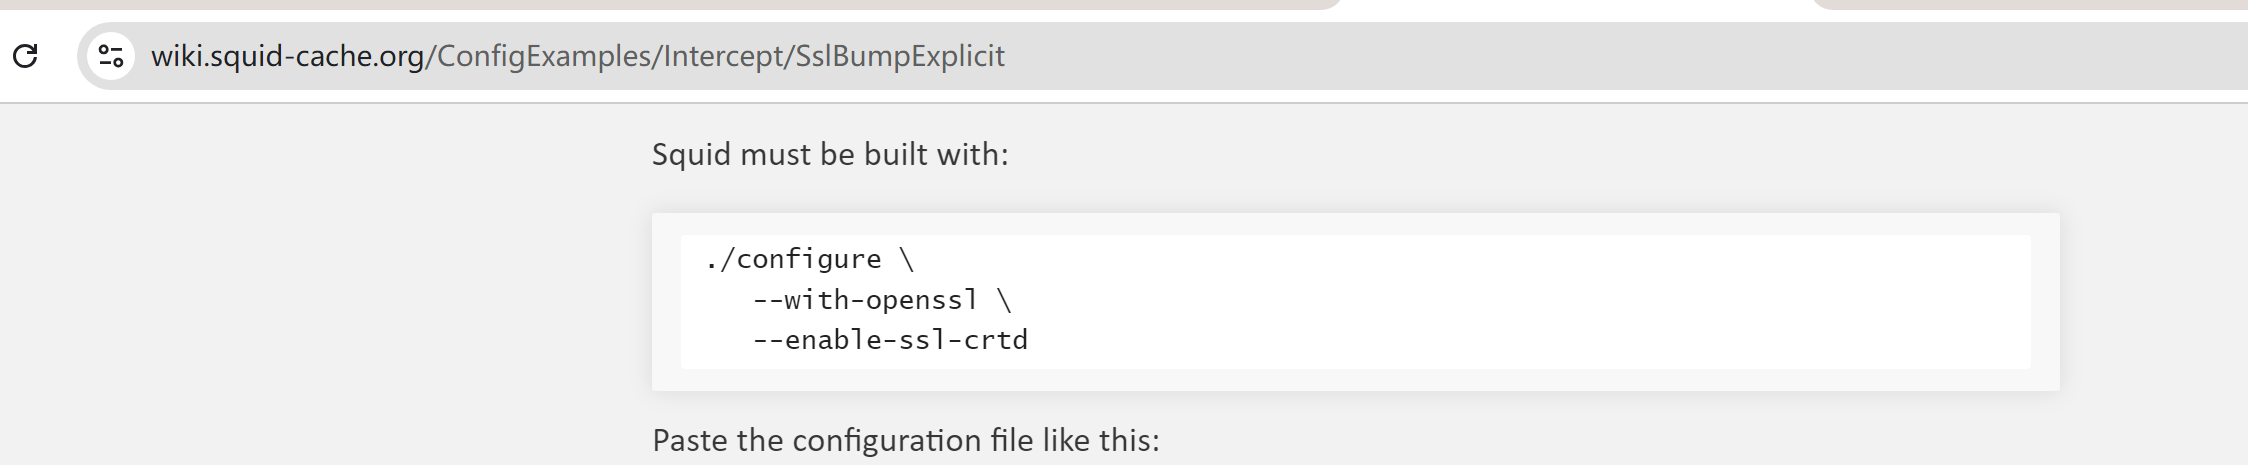 wiki.squid-cache.org/ConfigExamples/Intercept/SslBumpExplicit
Squid must be built with:
./configure \
--with-openssl \
--enable-ssl-crtd
Paste the configuration file like this: